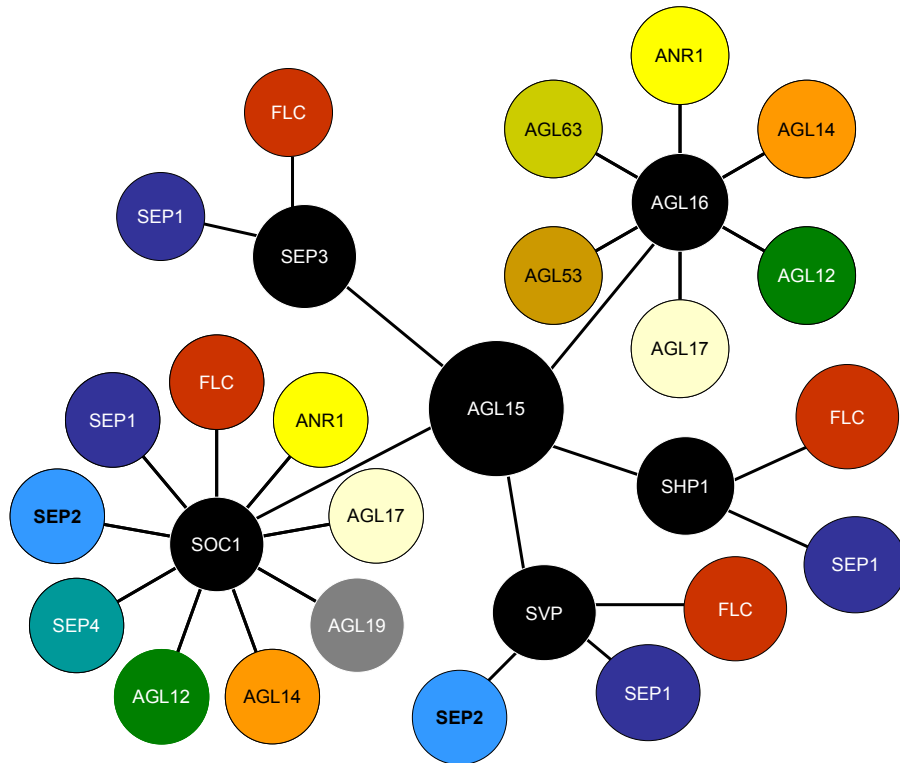 ANR1
FLC
AGL63
AGL14
AGL16
SEP1
SEP3
AGL53
AGL12
AGL17
FLC
AGL15
SEP1
ANR1
FLC
SHP1
SEP2
AGL17
SOC1
SEP1
SEP4
AGL19
SVP
FLC
AGL12
AGL14
SEP1
SEP2